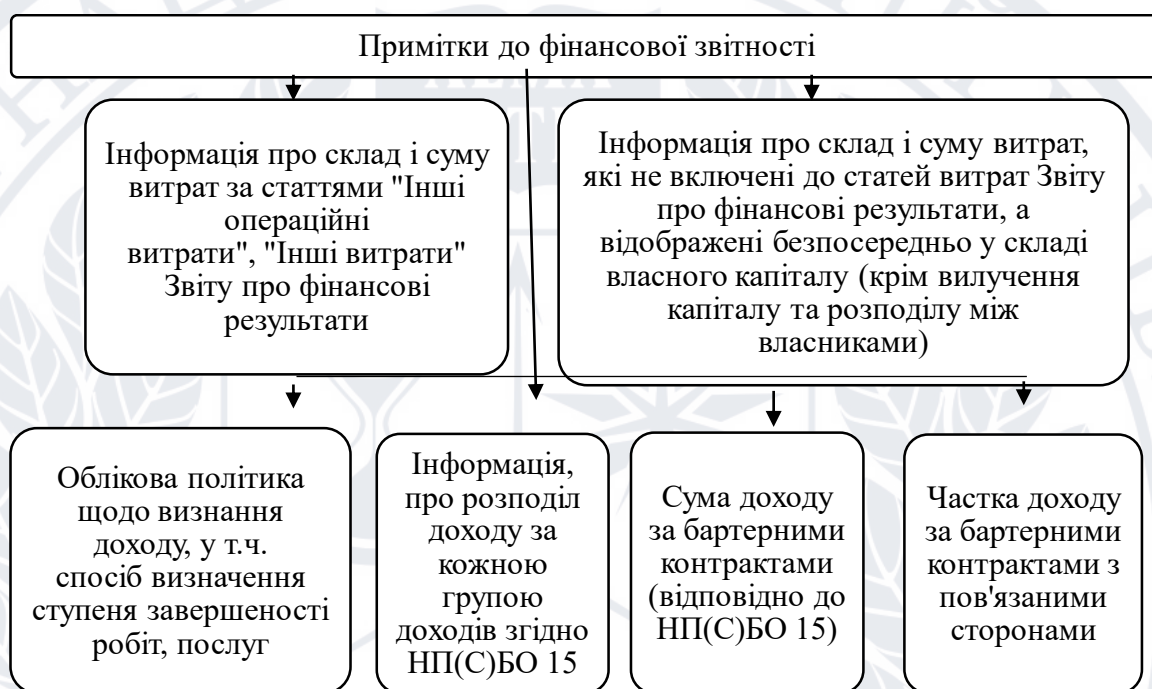 Примітки до фінансової звітності
Інформація про склад і суму
витрат за статтями "Інші
операційні
витрати", "Інші витрати"
Звіту про фінансові
результати
Інформація про склад і суму витрат,
які не включені до статей витрат Звіту
про фінансові результати, а
відображені безпосередньо у складі
власного капіталу (крім вилучення
капіталу та розподілу між
власниками)
Облікова політика
щодо визнання
доходу, у т.ч.
спосіб визначення
ступеня завершеності
робіт, послуг
Інформація,
про розподіл
доходу за
кожною
групою
доходів згідно
НП(С)БО 15
Сума доходу
за бартерними
контрактами
(відповідно до
НП(С)БО 15)
Частка доходу
за бартерними
контрактами з
пов'язаними
сторонами